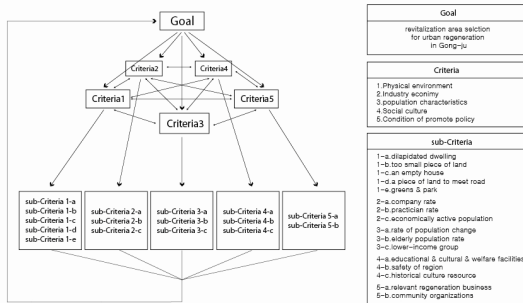 Goal
Criteria2
Criteria4
Criteria1
Criteria5
Criteria3
sub-Criteria 1-a
sub-Criteria 1-b
sub-Criteria 1-c
sub-Criteria 1-d
sub-Criteria 1-e
sub-Criteria 2-a
sub-Criteria 2-b
sub-Criteria 2-c
sub-Criteria 3-a
sub-Criteria 3-b
sub-Criteria 3-c
sub-Criteria 4-a
sub-Criteria 4-b
sub-Criteria 4-c
sub-Criteria 5-a
sub-Criteria 5-b
Goal
revitalization area selction
for urban regeneration
in Gong-ju
Criteria
1.Physical environment
2.Industry econimy
3.population characteristics
4.Social culture
5.Condition of promote policy
sub-Criteria
1-a.dilapidated dwelling
1-b.too small piece of land
1-c.an empty house
1-d.a piece of land to meet road
1-e.greens & park
2-a.company rate
2-b.practician rate
2-c.economically active population
3-a.rate of population change
3-b.elderly population rate
3-c.lower-income group
4-a.educational & cultural & welfare facilities
4-b.safety of region
4-c.historical culture resource
5-a.relevant regeneration business
5-b.community organizations